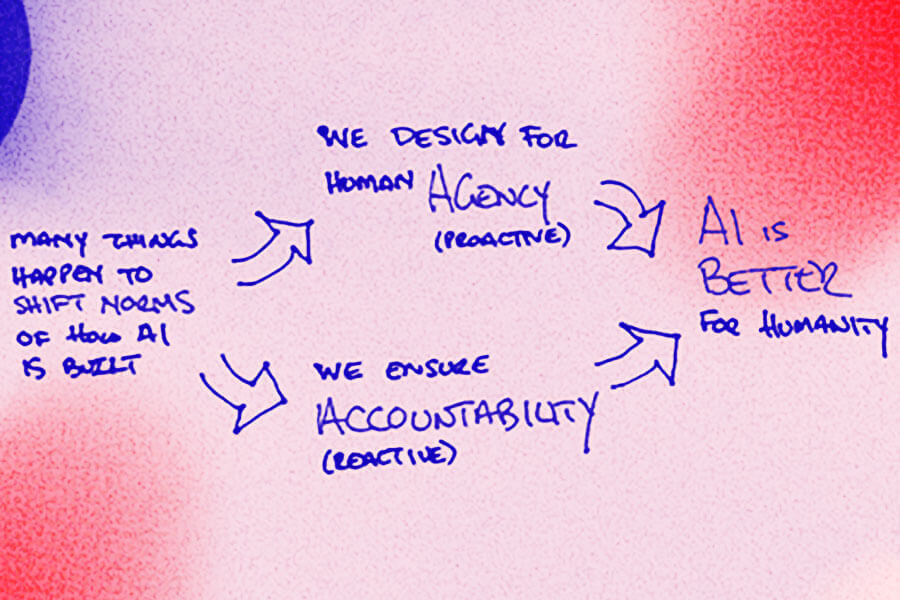 MANY THINGS
HAPPEN TO
SHIFT NORMS
OF HOW AI
IS BUILT
WE DESIGN FOR
HUMAN AGENCY
(PROACTIVE)
WE ENSURE
ACCOUNTABILITY
(REACTIVE)
AI IS
BETTER
FOR HUMANITY